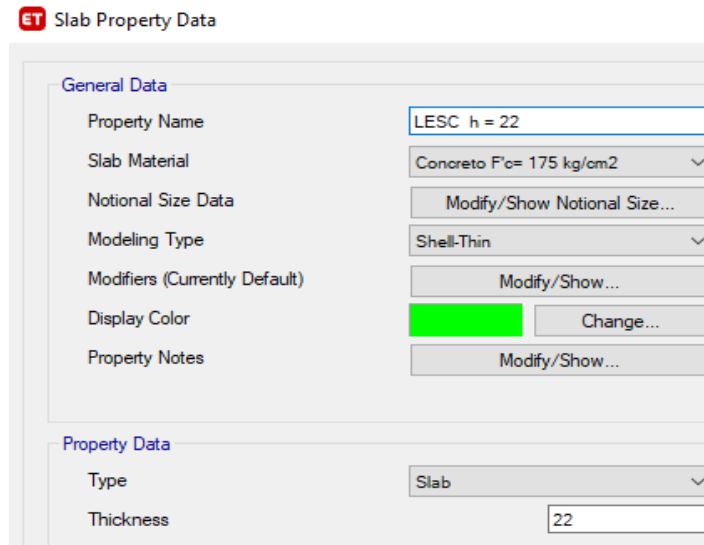 ET Slab Property Data
General Data
Property Name LESC h = 22
Slab Material Concreto F'c= 175 kg/cm2
Notional Size Data Modify/Show Notional Size...
Modeling Type Shell-Thin
Modifiers (Currently Default) Modify/Show...
Display Color Change...
Property Notes Modify/Show...
Property Data
Type Slab
Thickness 22